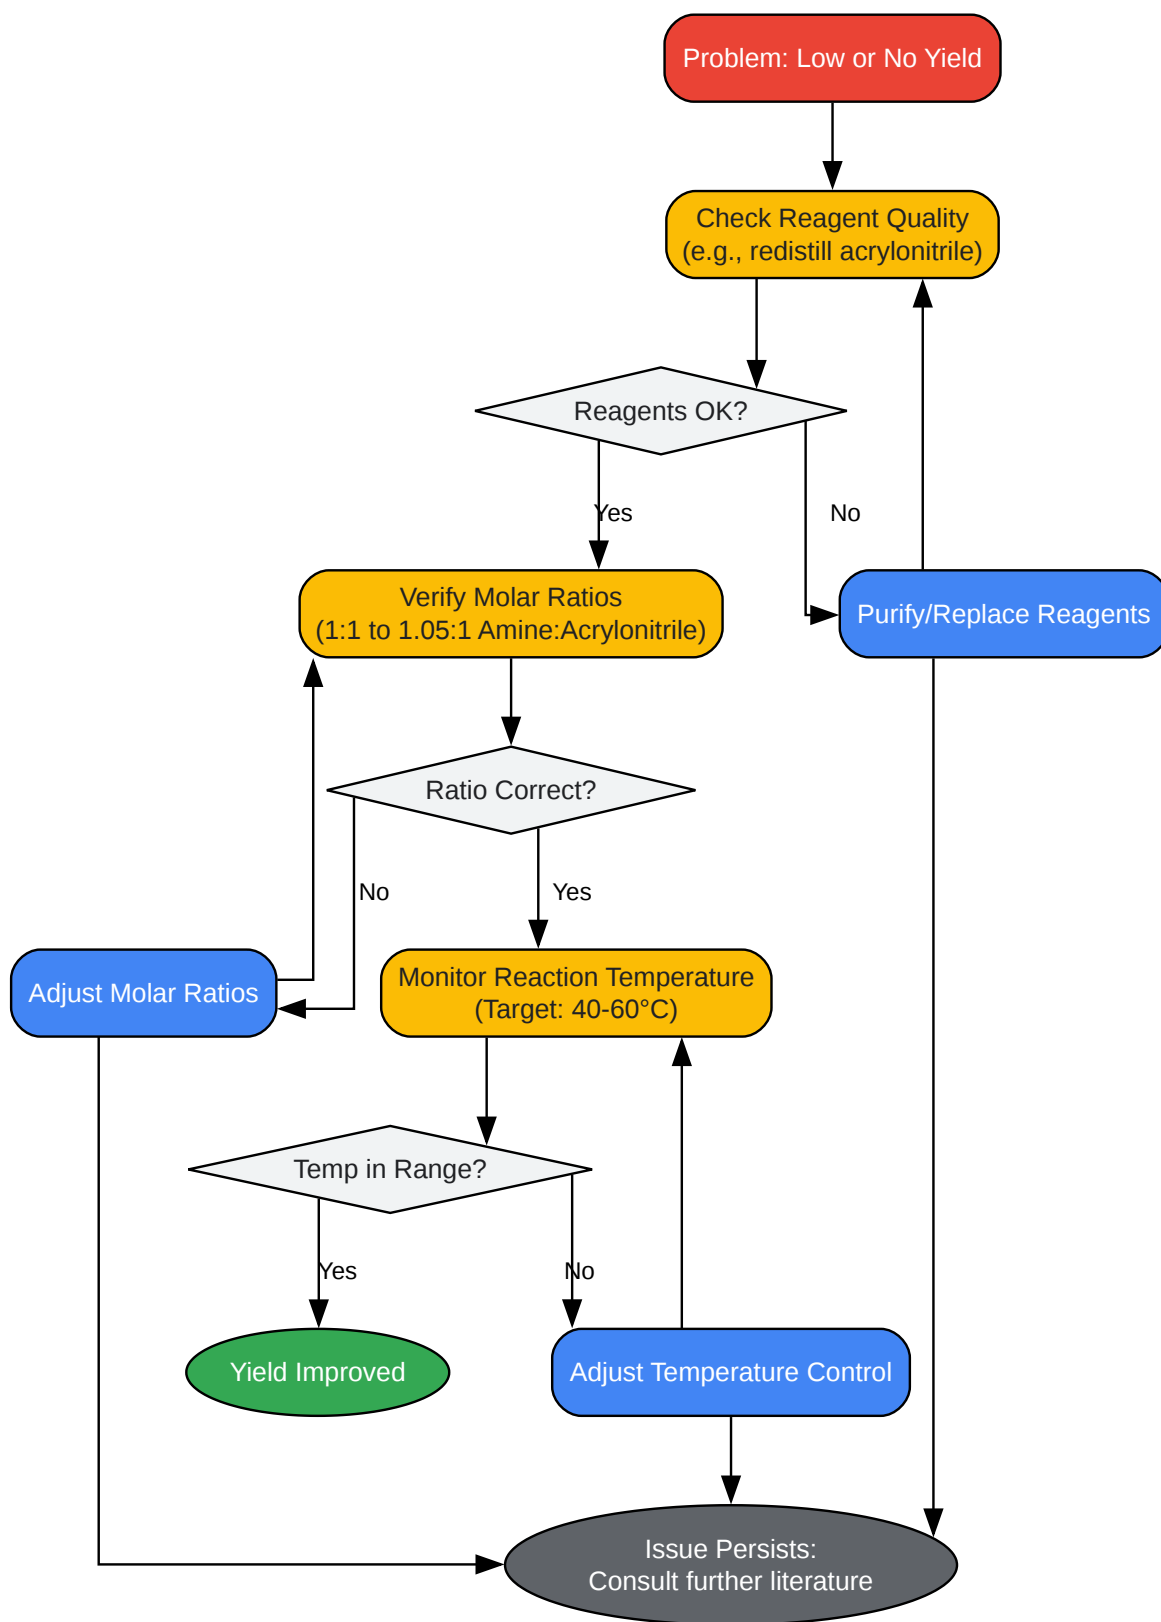 Problem: Low or No Yield
Check Reagent Quality
(e.g., redistill acrylonitrile)
Reagents OK?
Yes
No
Verify Molar Ratios
(1:1 to 1.05:1 Amine:Acrylonitrile)
Purify/Replace Reagents
Ratio Correct?
No
Yes
Adjust Molar Ratios
Monitor Reaction Temperature
(Target: 40-60°C)
Temp in Range?
Yes
No
Yield Improved
Adjust Temperature Control
Issue Persists:
Consult further literature